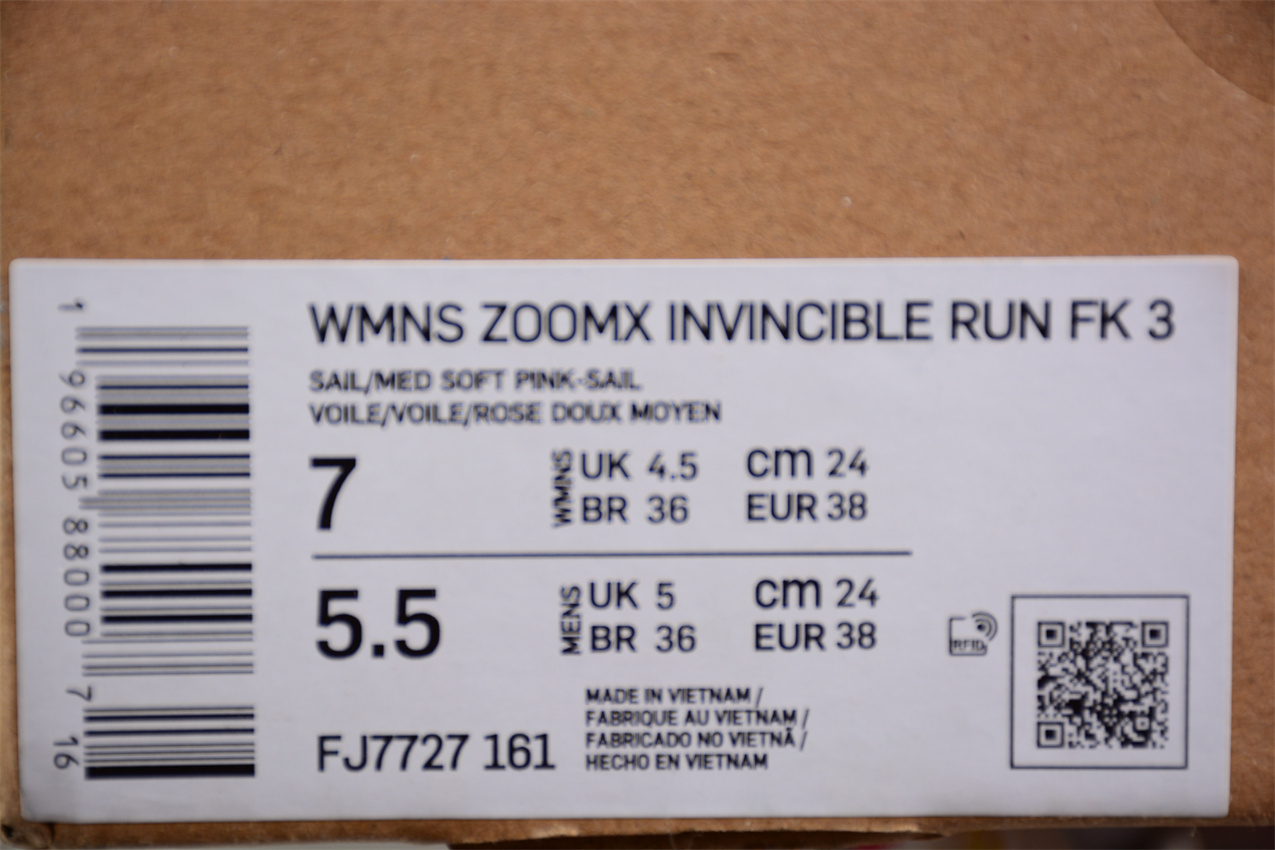 WMNS ZOOMX INVINCIBLE RUN FK 3
SAIL/MED SOFT PINK-SAIL
VOILE/VOILE/ROSE DOUX MOYEN
7
WMNS
UK 4.5 cm 24
BR 36 EUR 38
5.5
MENS
UK 5 cm 24
BR 36 EUR 38
FJ7727 161
MADE IN VIETNAM /
FABRIQUE AU VIETNAM /
FABRICADO NO VIETNÃ /
HECHO EN VIETNAM
RFID
1 96605 88000 7 16